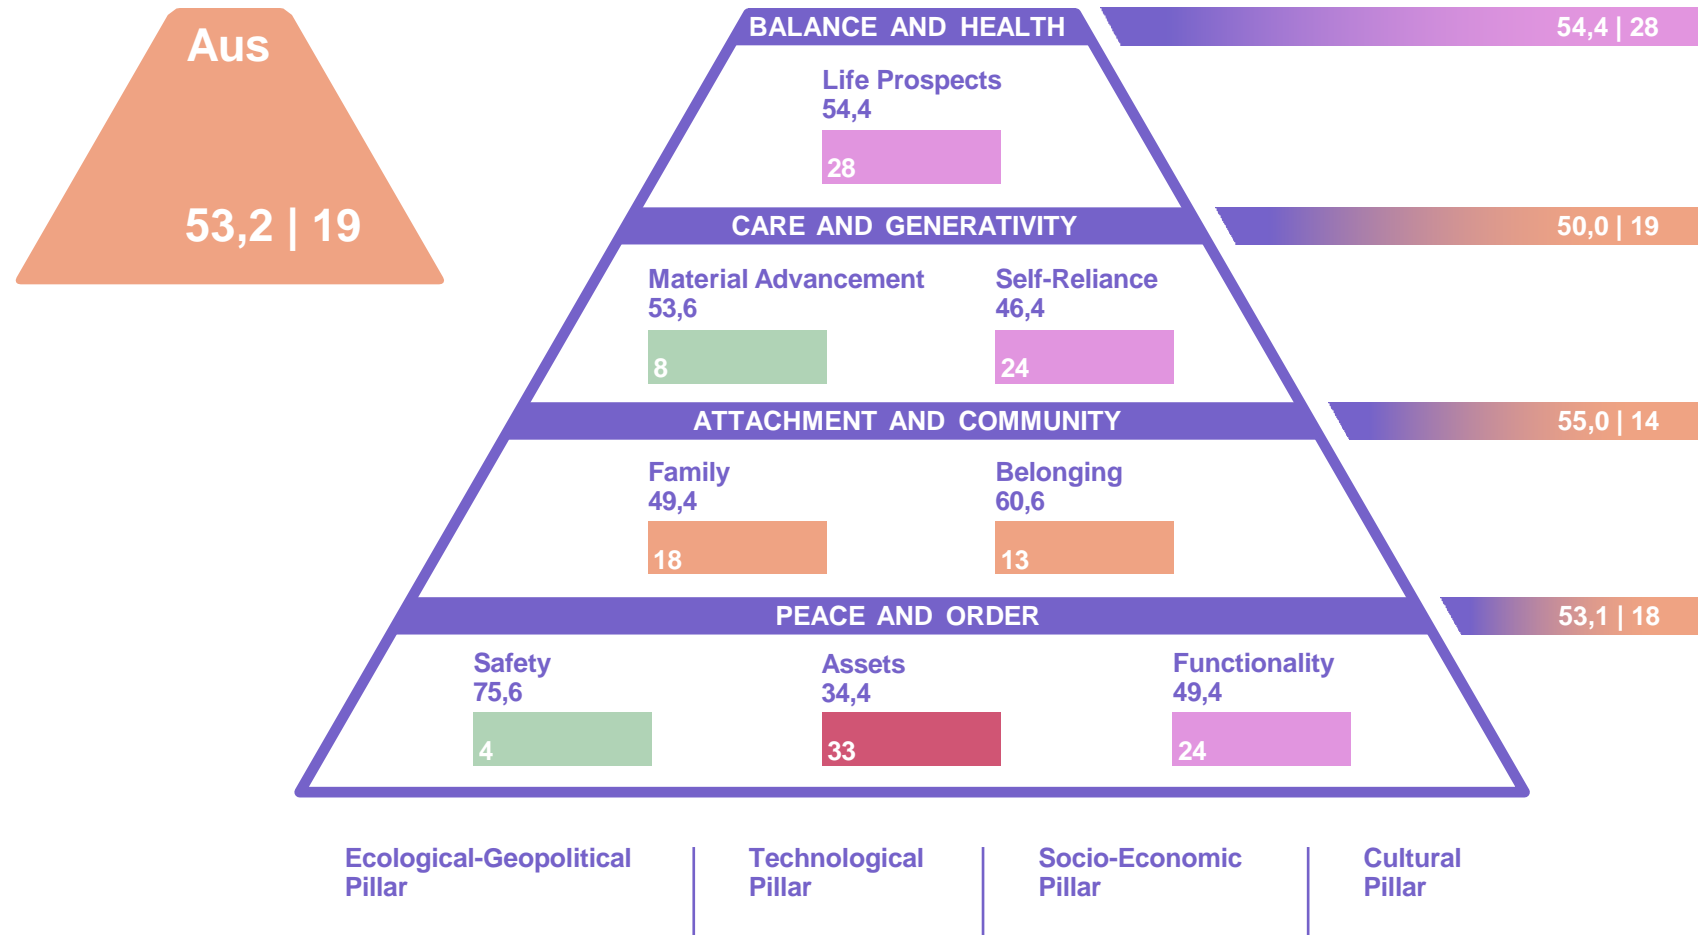 Aus
53,2 | 19
BALANCE AND HEALTH
54,4 | 28
Life Prospects
54,4
28
CARE AND GENERATIVITY
50,0 | 19
Material Advancement
53,6
8
Self-Reliance
46,4
24
ATTACHMENT AND COMMUNITY
55,0 | 14
Family
49,4
18
Belonging
60,6
13
PEACE AND ORDER
53,1 | 18
Safety
75,6
4
Assets
34,4
33
Functionality
49,4
24
Ecological-Geopolitical
Pillar
Technological
Pillar
Socio-Economic
Pillar
Cultural
Pillar